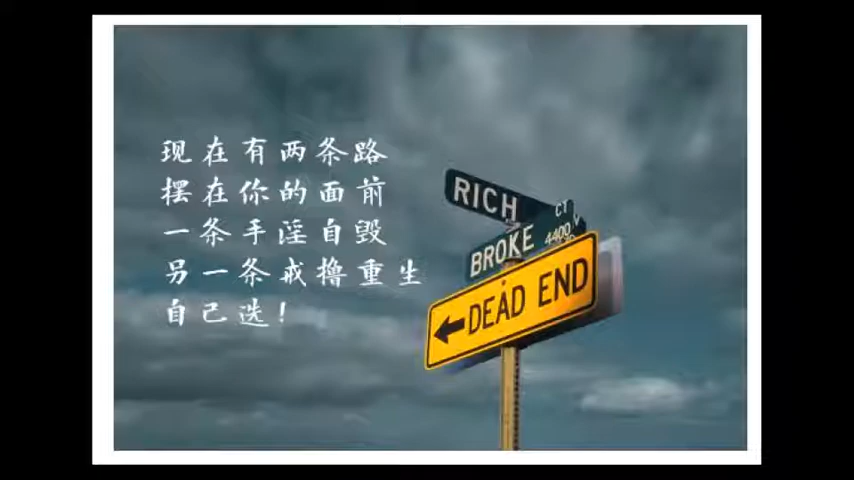 现在有两条路
摆在你的面前
一条手淫自毁
另一条戒撸重生
自己选！
RICH
CT
BROKE
4400
V
DEAD END